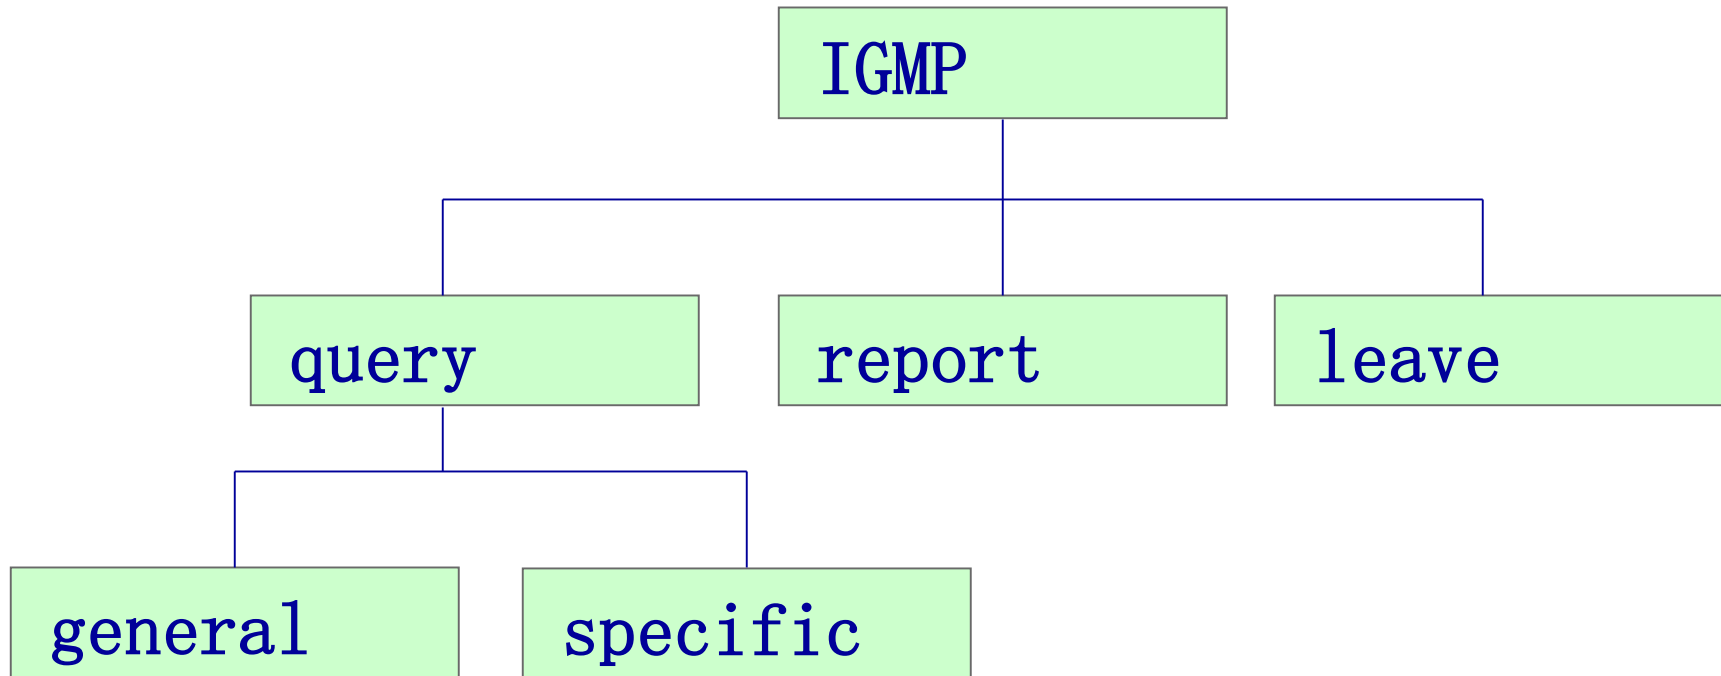 IGMP
query
report
leave
general
specific